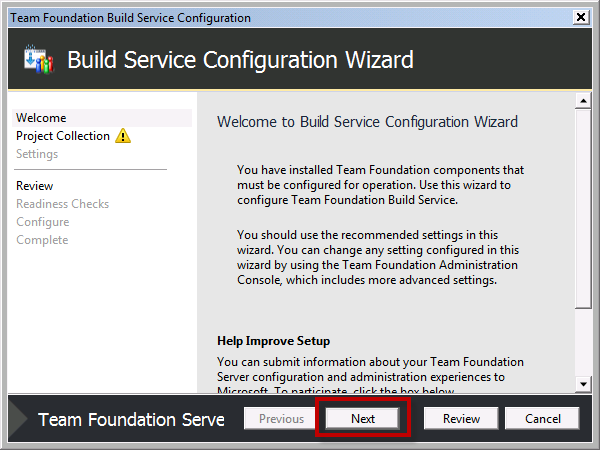 Team Foundation Build Service Configuration
Build Service Configuration Wizard
Welcome
Project Collection
Settings
Review
Readiness Checks
Configure
Complete
Welcome to Build Service Configuration Wizard
You have installed Team Foundation components that
must be configured for operation. Use this wizard to
configure Team Foundation Build Service.
You should use the recommended settings in this
wizard. You can change any setting configured in this
wizard by using the Team Foundation Administration
Console, which includes more advanced settings.
Help Improve Setup
You can submit information about your Team Foundation
Server configuration and administration experiences to
Microsoft. To participate, click the box below.
Team Foundation Serve
Previous
Next
Review
Cancel